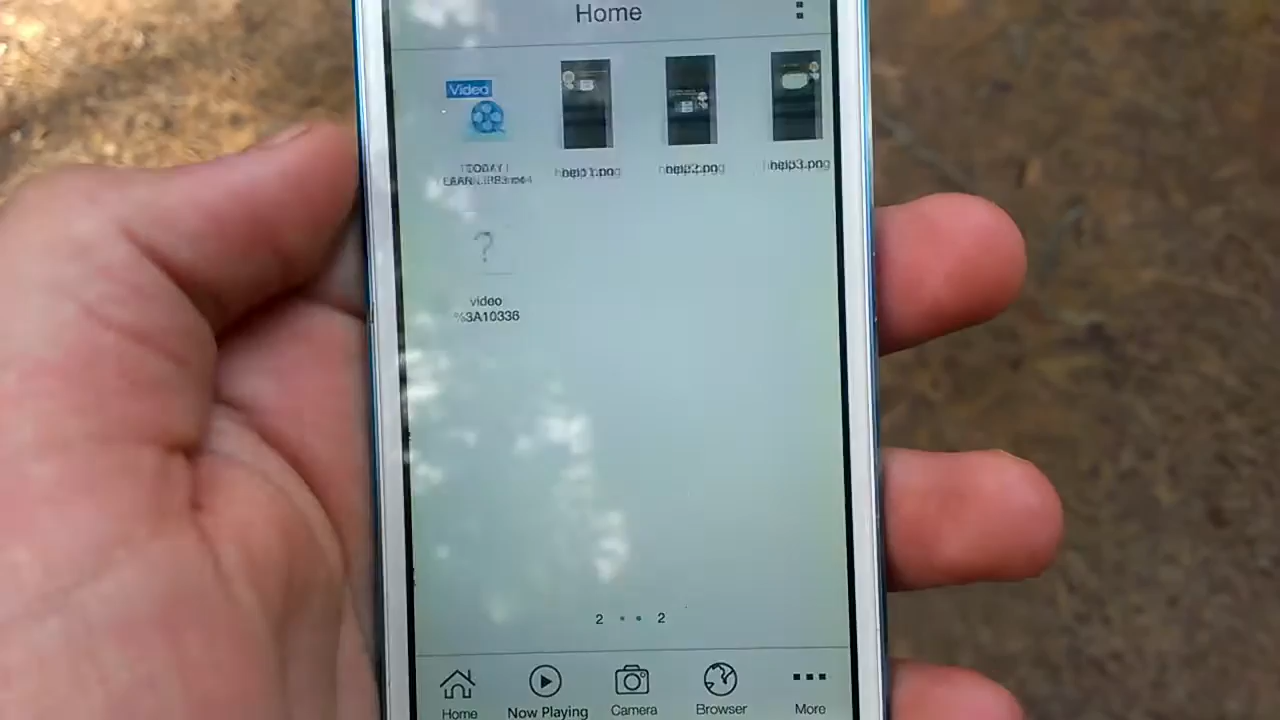 Home
Video
help1.png
help2.png
help3.png
?
video
%3A10336
2 2
Home
Now Playing
Camera
Browser
More